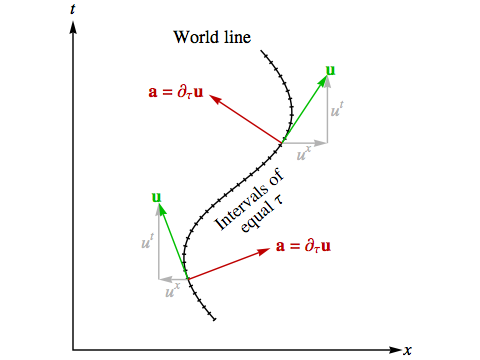 t
World line
u
a = ∂τu
uᵗ
uˣ
Intervals of
equal τ
u
uᵗ
a = ∂τu
uˣ
x